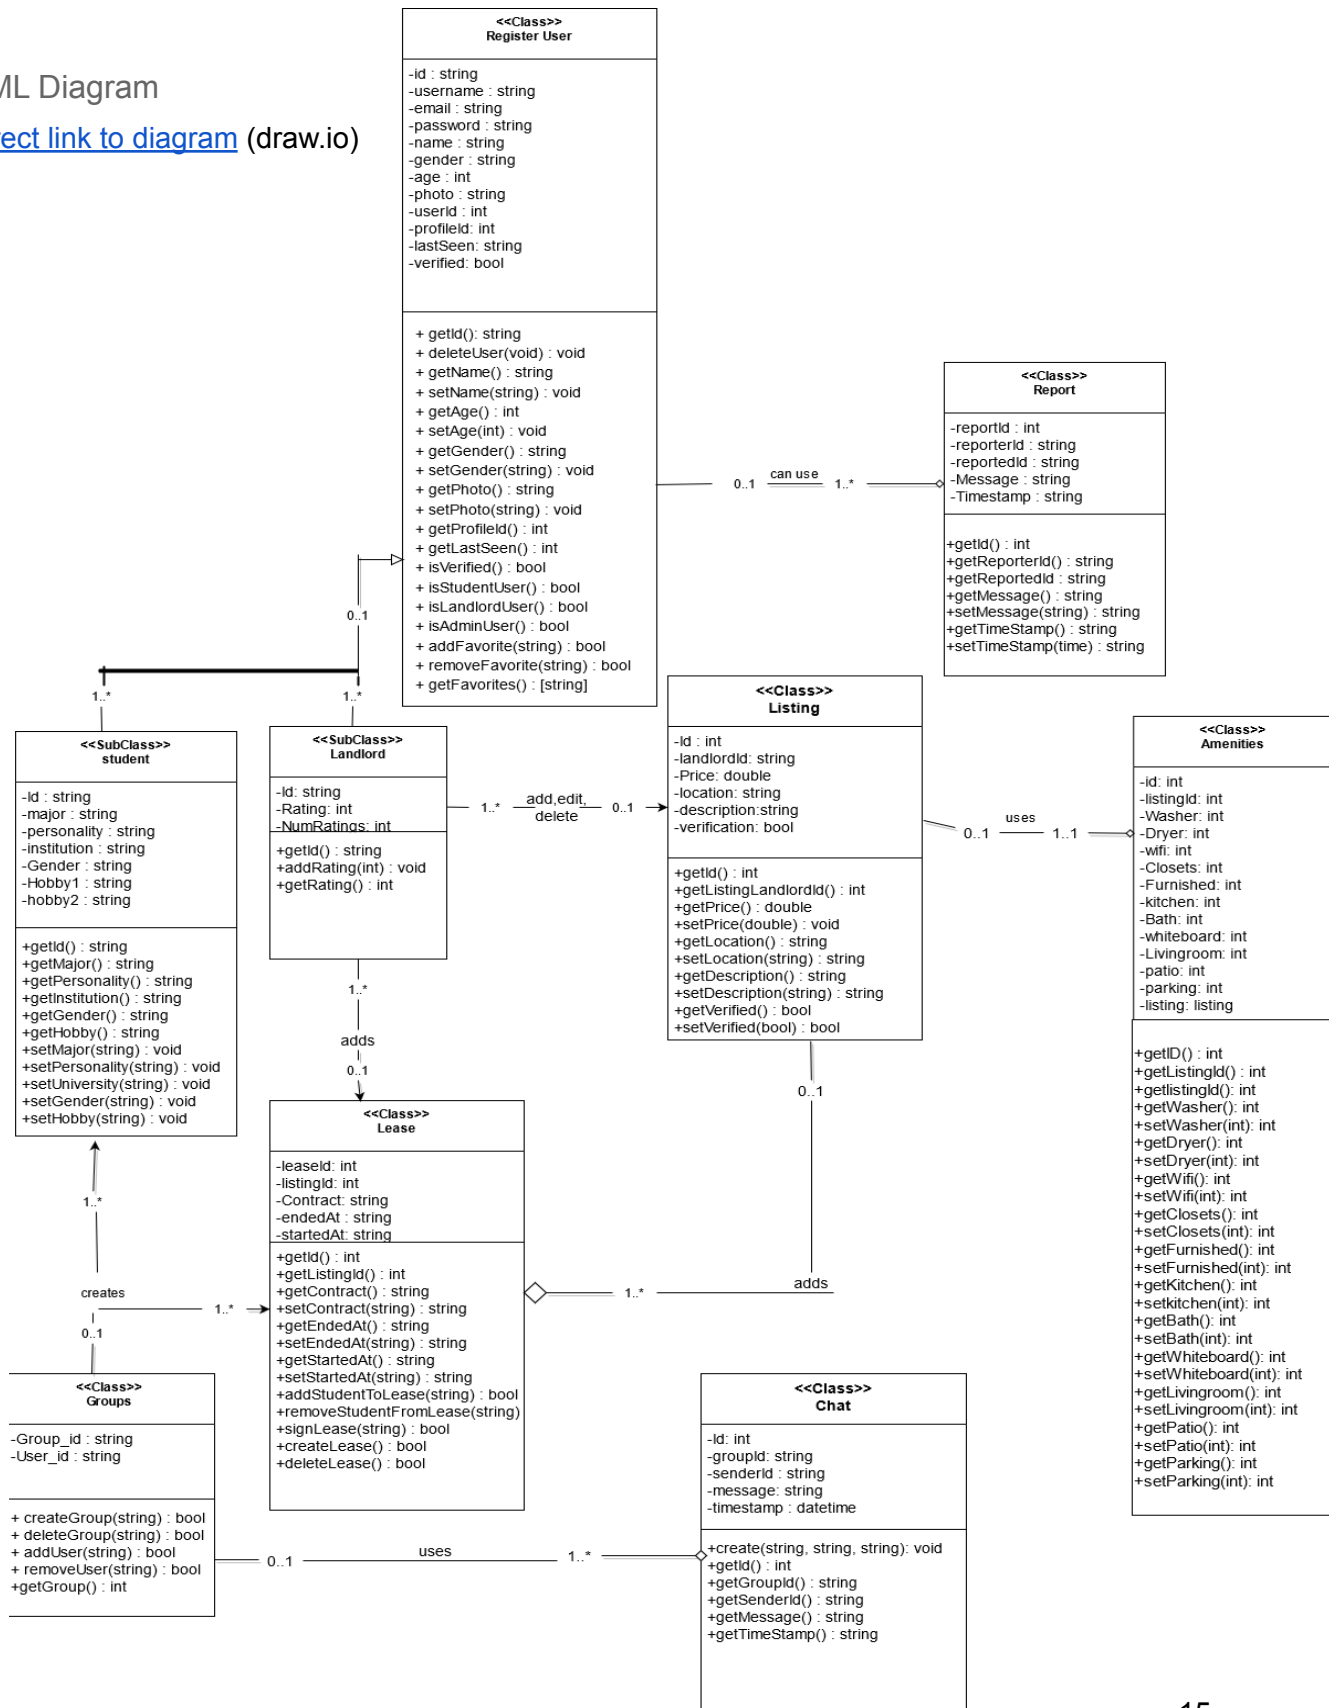 ML Diagram
rect link to diagram (draw.io)
<<Class>>
Register User
-id : string
-username : string
-email : string
-password : string
-name : string
-gender : string
-age : int
-photo : string
-userId : int
-profileId: int
-lastSeen: string
-verified: bool
+ getId(): string
+ deleteUser(void) : void
+ getName() : string
+ setName(string) : void
+ getAge() : int
+ setAge(int) : void
+ getGender() : string
+ setGender(string) : void
+ getPhoto() : string
+ setPhoto(string) : void
+ getProfileId() : int
+ getLastSeen() : int
+ isVerified() : bool
+ isStudentUser() : bool
+ isLandlordUser() : bool
+ isAdminUser() : bool
+ addFavorite(string) : bool
+ removeFavorite(string) : bool
+ getFavorites() : [string]
0..1
can use
1..*
<<Class>>
Report
-reportId : int
-reporterId : string
-reportedId : string
-Message : string
-Timestamp : string
+getId() : int
+getReporterId() : string
+getReportedId : string
+getMessage() : string
+setMessage(string) : string
+getTimeStamp() : string
+setTimeStamp(time) : string
0..1
1..*
1..*
<<SubClass>>
student
-Id : string
-major : string
-personality : string
-institution : string
-Gender : string
-Hobby1 : string
-hobby2 : string
+getId() : string
+getMajor() : string
+getPersonality() : string
+getInstitution() : string
+getGender() : string
+getHobby() : string
+setMajor(string) : void
+setPersonality(string) : void
+setUniversity(string) : void
+setGender(string) : void
+setHobby(string) : void
<<SubClass>>
Landlord
-Id: string
-Rating: int
-NumRatings: int
+getId() : string
+addRating(int) : void
+getRating() : int
1..*
add,edit,
delete
0..1
<<Class>>
Listing
-Id : int
-landlordId: string
-Price: double
-location: string
-description:string
-verification: bool
+getId() : int
+getListingLandlordId() : int
+getPrice() : double
+setPrice(double) : void
+getLocation() : string
+setLocation(string) : string
+getDescription() : string
+setDescription(string) : string
+getVerified() : bool
+setVerified(bool) : bool
0..1
uses
1..1
<<Class>>
Amenities
-id: int
-listingId: int
-Washer: int
-Dryer: int
-wifi: int
-Closets: int
-Furnished: int
-kitchen: int
-Bath: int
-whiteboard: int
-Livingroom: int
-patio: int
-parking: int
-listing: listing
+getID() : int
+getListingId() : int
+getlistingId(): int
+getWasher(): int
+setWasher(int): int
+getDryer(): int
+setDryer(int): int
+getWifi(): int
+setWifi(int): int
+getClosets(): int
+setClosets(int): int
+getFurnished(): int
+setFurnished(int): int
+getKitchen(): int
+setkitchen(int): int
+getBath(): int
+setBath(int): int
+getWhiteboard(): int
+setWhiteboard(int): int
+getLivingroom(): int
+setLivingroom(int): int
+getPatio(): int
+setPatio(int): int
+getParking(): int
+setParking(int): int
1..*
adds
0..1
<<Class>>
Lease
-leaseId: int
-listingId: int
-Contract: string
-endedAt : string
-startedAt: string
+getId() : int
+getListingId() : int
+getContract() : string
+setContract(string) : string
+getEndedAt() : string
+setEndedAt(string) : string
+getStartedAt() : string
+setStartedAt(string) : string
+addStudentToLease(string) : bool
+removeStudentFromLease(string)
+signLease(string) : bool
+createLease() : bool
+deleteLease() : bool
0..1
adds
1..*
1..*
creates
1..*
0..1
<<Class>>
Groups
-Group_id : string
-User_id : string
+ createGroup(string) : bool
+ deleteGroup(string) : bool
+ addUser(string) : bool
+ removeUser(string) : bool
+getGroup() : int
0..1
uses
1..*
<<Class>>
Chat
-Id: int
-groupId: string
-senderId : string
-message: string
-timestamp : datetime
+create(string, string, string): void
+getId() : int
+getGroupId() : string
+getSenderId() : string
+getMessage() : string
+getTimeStamp() : string
15